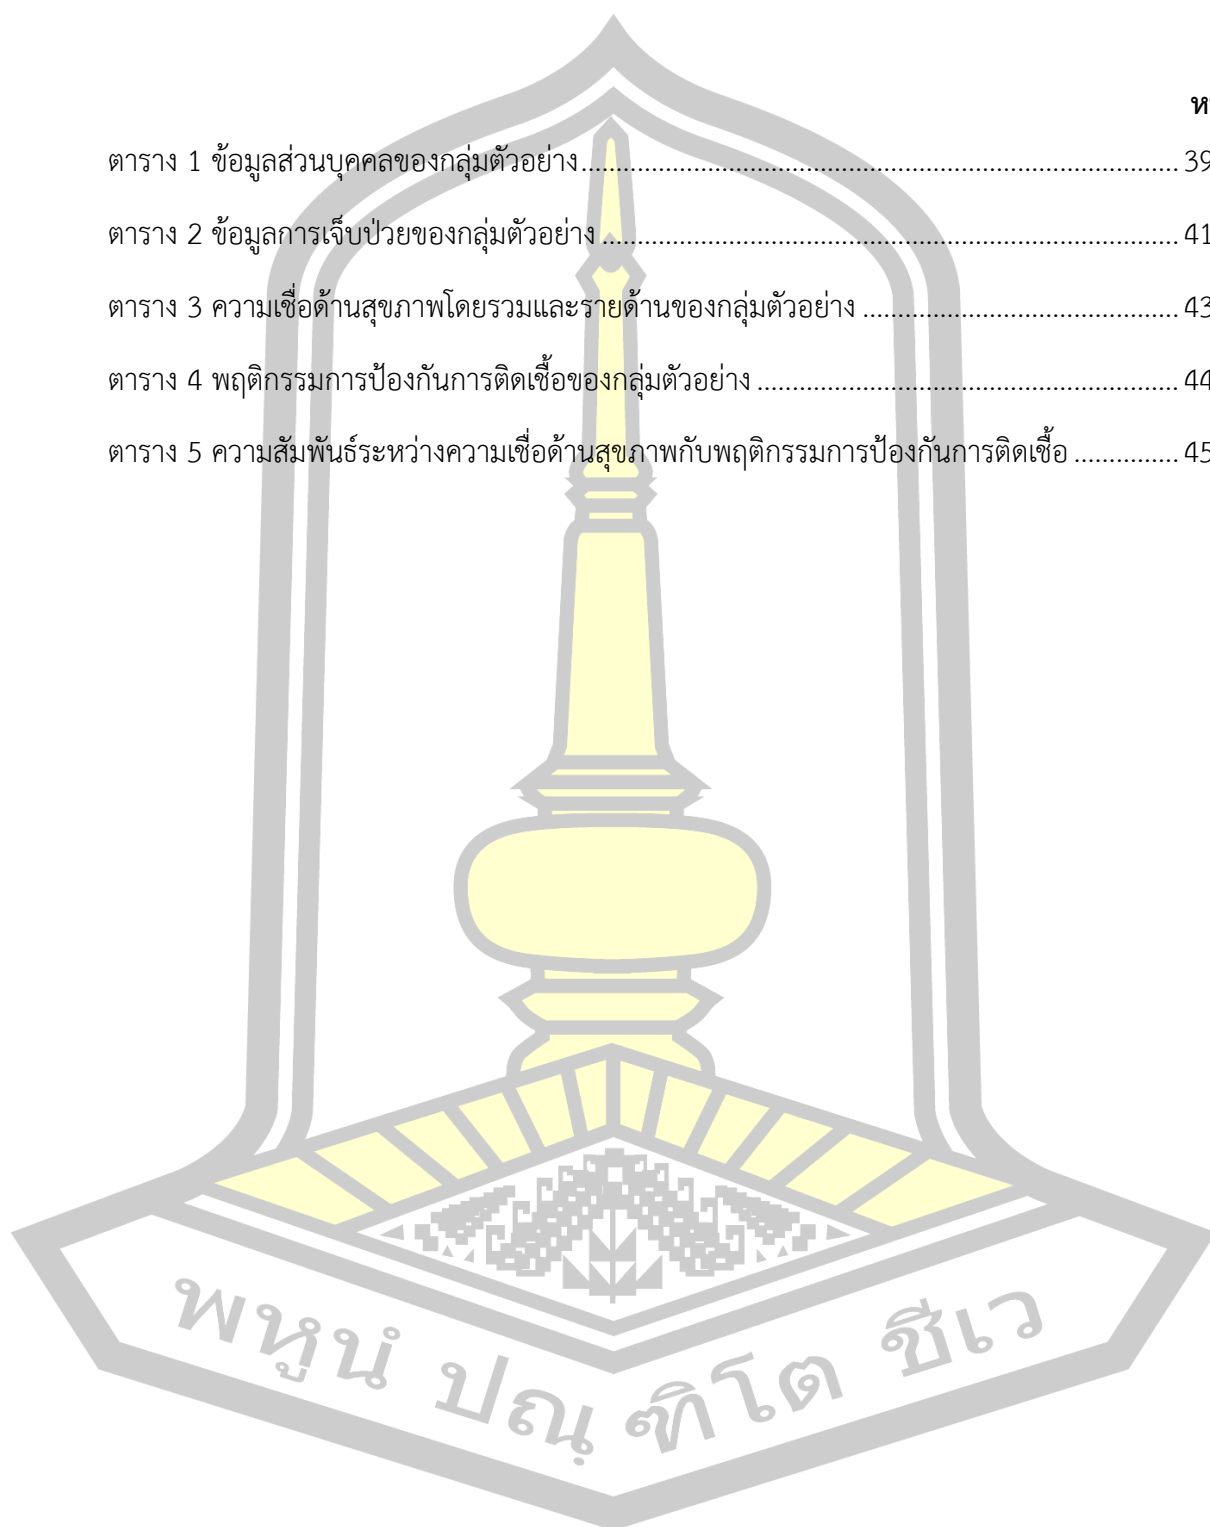 ตาราง 1 ข้อมูลส่วนบุคคลของกลุ่มตัวอย่าง.......................................................................................... 39
ตาราง 2 ข้อมูลการเจ็บป่วยของกลุ่มตัวอย่าง....................................................................................... 41
ตาราง 3 ความเชื่อด้านสุขภาพโดยรวมและรายด้านของกลุ่มตัวอย่าง ................................................ 43
ตาราง 4 พฤติกรรมการป้องกันการติดเชื้อของกลุ่มตัวอย่าง ................................................................ 44
ตาราง 5 ความสัมพันธ์ระหว่างความเชื่อด้านสุขภาพกับพฤติกรรมการป้องกันการติดเชื้อ ................ 45
พหูนํ ปณฺฑิโต ชีเว